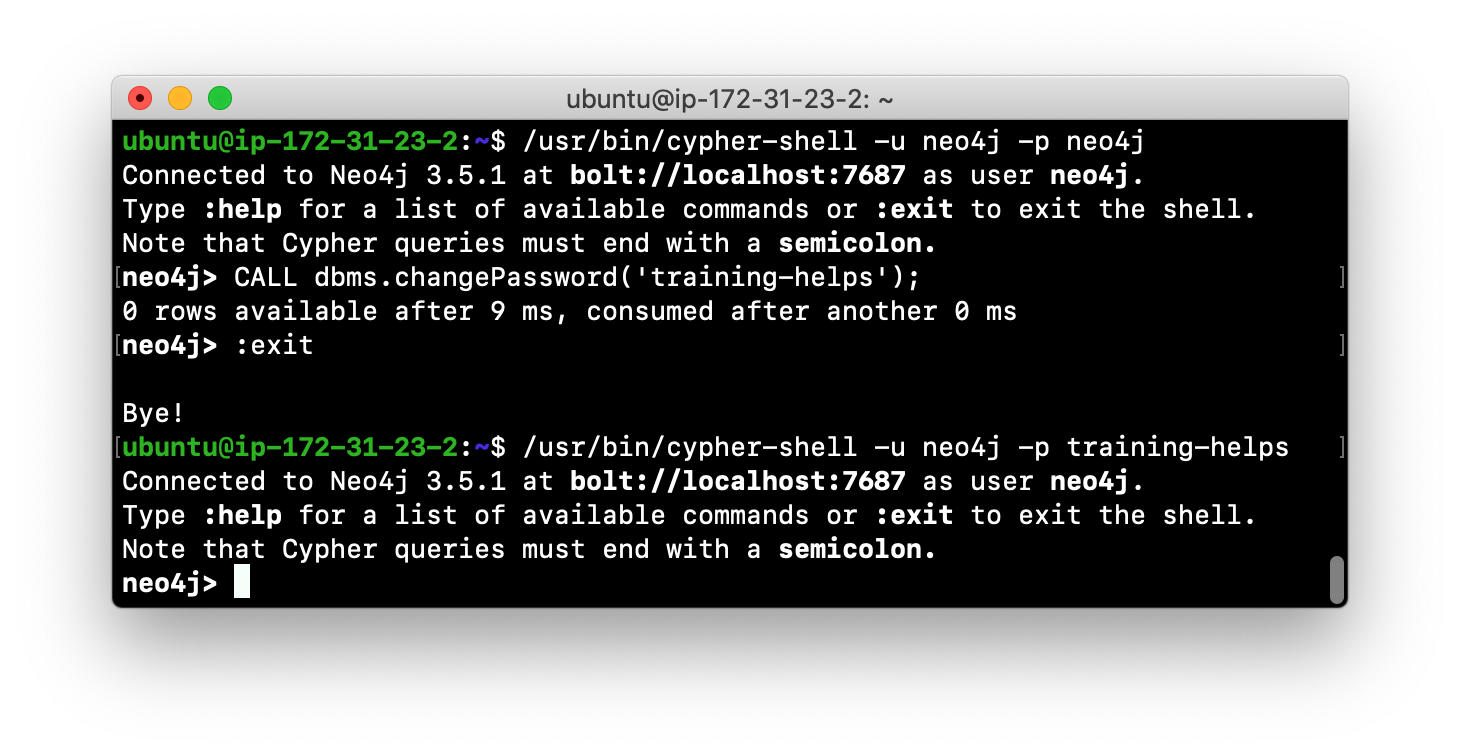 ubuntu@ip-172-31-23-2: ~
ubuntu@ip-172-31-23-2:~$ /usr/bin/cypher-shell -u neo4j -p neo4j
Connected to Neo4j 3.5.1 at bolt://localhost:7687 as user neo4j.
Type :help for a list of available commands or :exit to exit the shell.
Note that Cypher queries must end with a semicolon.
[neo4j> CALL dbms.changePassword('training-helps'); ]
0 rows available after 9 ms, consumed after another 0 ms
[neo4j> :exit ]
Bye!
[ubuntu@ip-172-31-23-2:~$ /usr/bin/cypher-shell -u neo4j -p training-helps ]
Connected to Neo4j 3.5.1 at bolt://localhost:7687 as user neo4j.
Type :help for a list of available commands or :exit to exit the shell.
Note that Cypher queries must end with a semicolon.
neo4j>